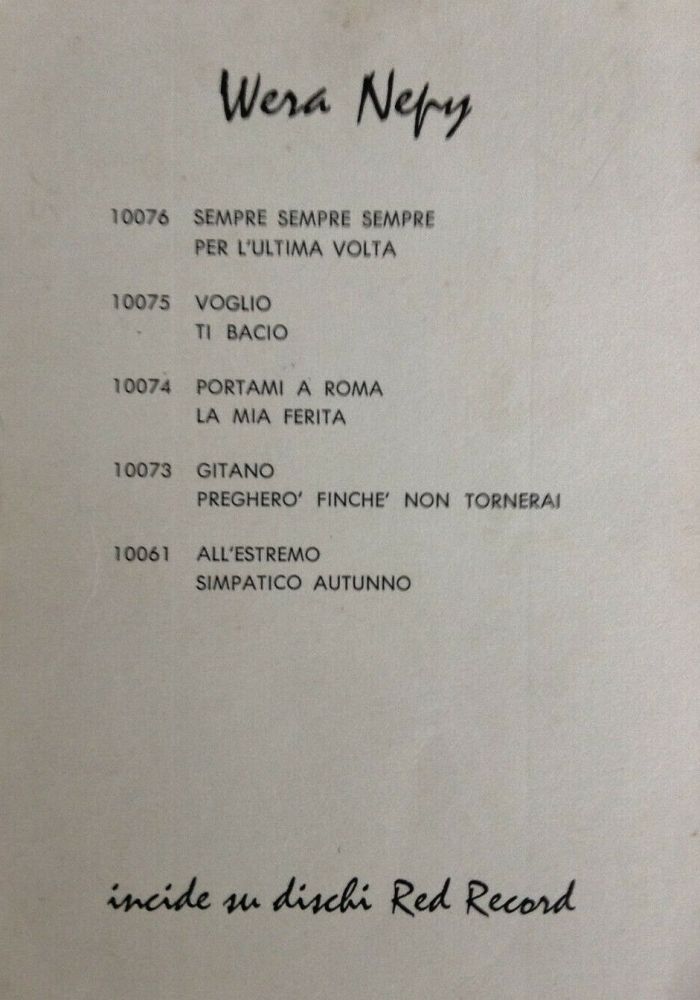 Wera Nepy
10076 SEMPRE SEMPRE SEMPRE
PER L'ULTIMA VOLTA
10075 VOGLIO
TI BACIO
10074 PORTAMI A ROMA
LA MIA FERITA
10073 GITANO
PREGHERO' FINCHE' NON TORNERAI
10061 ALL'ESTREMO
SIMPATICO AUTUNNO
incide su dischi Red Record